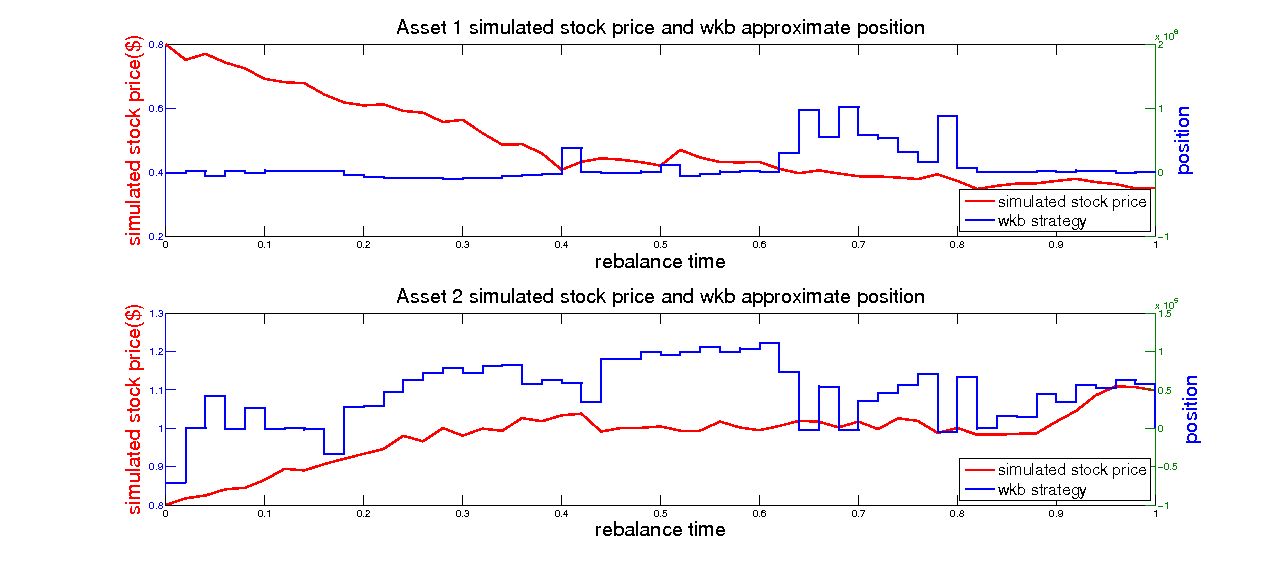 Asset 1 simulated stock price and wkb approximate position
simulated stock price($)
0.8
0.6
0.4
0.2
x 10
2
1
0
-1
position
simulated stock price
wkb strategy
0 0.1 0.2 0.3 0.4 0.5 0.6 0.7 0.8 0.9 1
rebalance time
Asset 2 simulated stock price and wkb approximate position
simulated stock price($)
1.3
1.2
1.1
1
0.9
0.8
x 10
1.5
1
0.5
0
-0.5
-1
position
simulated stock price
wkb strategy
0 0.1 0.2 0.3 0.4 0.5 0.6 0.7 0.8 0.9 1
rebalance time